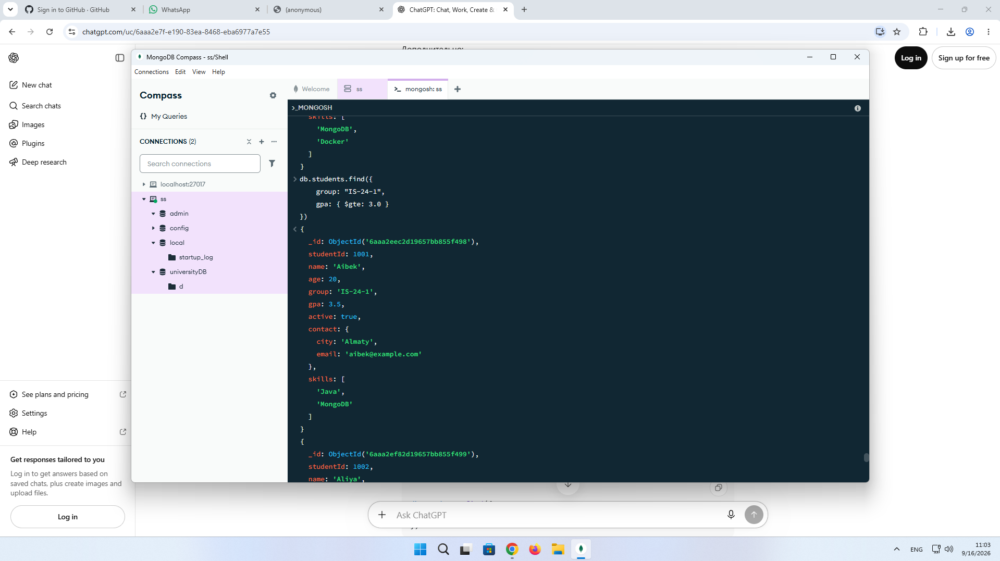 Sign in to GitHub · GitHub
WhatsApp
(anonymous)
ChatGPT: Chat, Work, Create &
chatgpt.com/uc/6aaa2e7f-e190-83ea-8468-eba6977a7e55
Дополнительно:
Log in
Sign up for free
New chat
Search chats
Images
Plugins
Deep research
See plans and pricing
Settings
Help
Get responses tailored to you
Log in to get answers based on
saved chats, plus create images and
upload files.
Log in
MongoDB Compass - ss/Shell
Connections Edit View Help
Compass
{} My Queries
CONNECTIONS (2)
Search connections
localhost:27017
ss
admin
config
local
startup_log
universityDB
d
Welcome
ss
>_ mongosh: ss
>_MONGOSH
skills: [
'MongoDB',
'Docker'
]
}
> db.students.find({
group: "IS-24-1",
gpa: { $gte: 3.0 }
})
< {
_id: ObjectId('6aaa2eec2d19657bb855f498'),
studentId: 1001,
name: 'Aibek',
age: 20,
group: 'IS-24-1',
gpa: 3.5,
active: true,
contact: {
city: 'Almaty',
email: 'aibek@example.com'
},
skills: [
'Java',
'MongoDB'
]
}
{
_id: ObjectId('6aaa2ef82d19657bb855f499'),
studentId: 1002,
name: 'Aliya',
Ask ChatGPT
ENG
11:03
9/16/2026